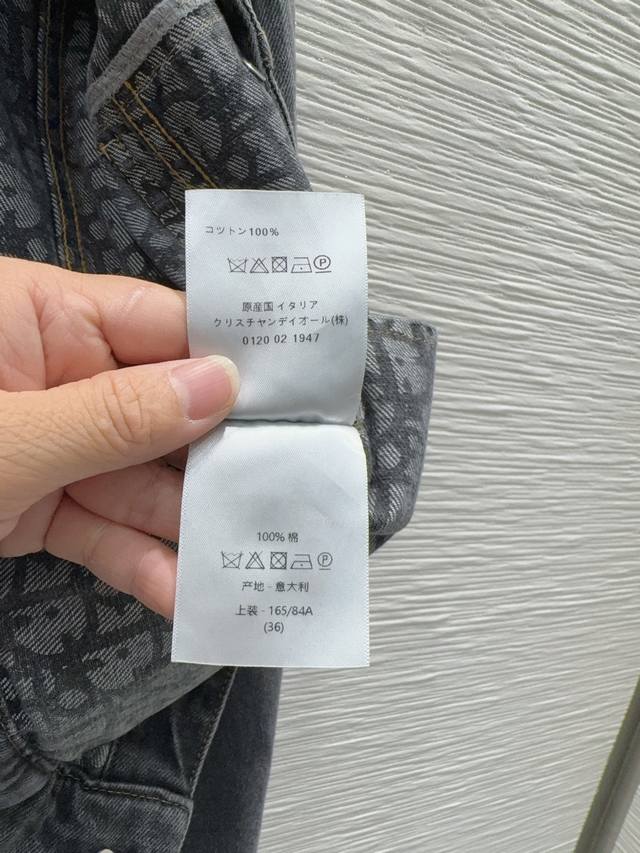 コットン100%
原産国 イタリア
クリスチャンディオール(株)
0120 02 1947
100% 棉
产地 - 意大利
上装 - 165/84A
(36)